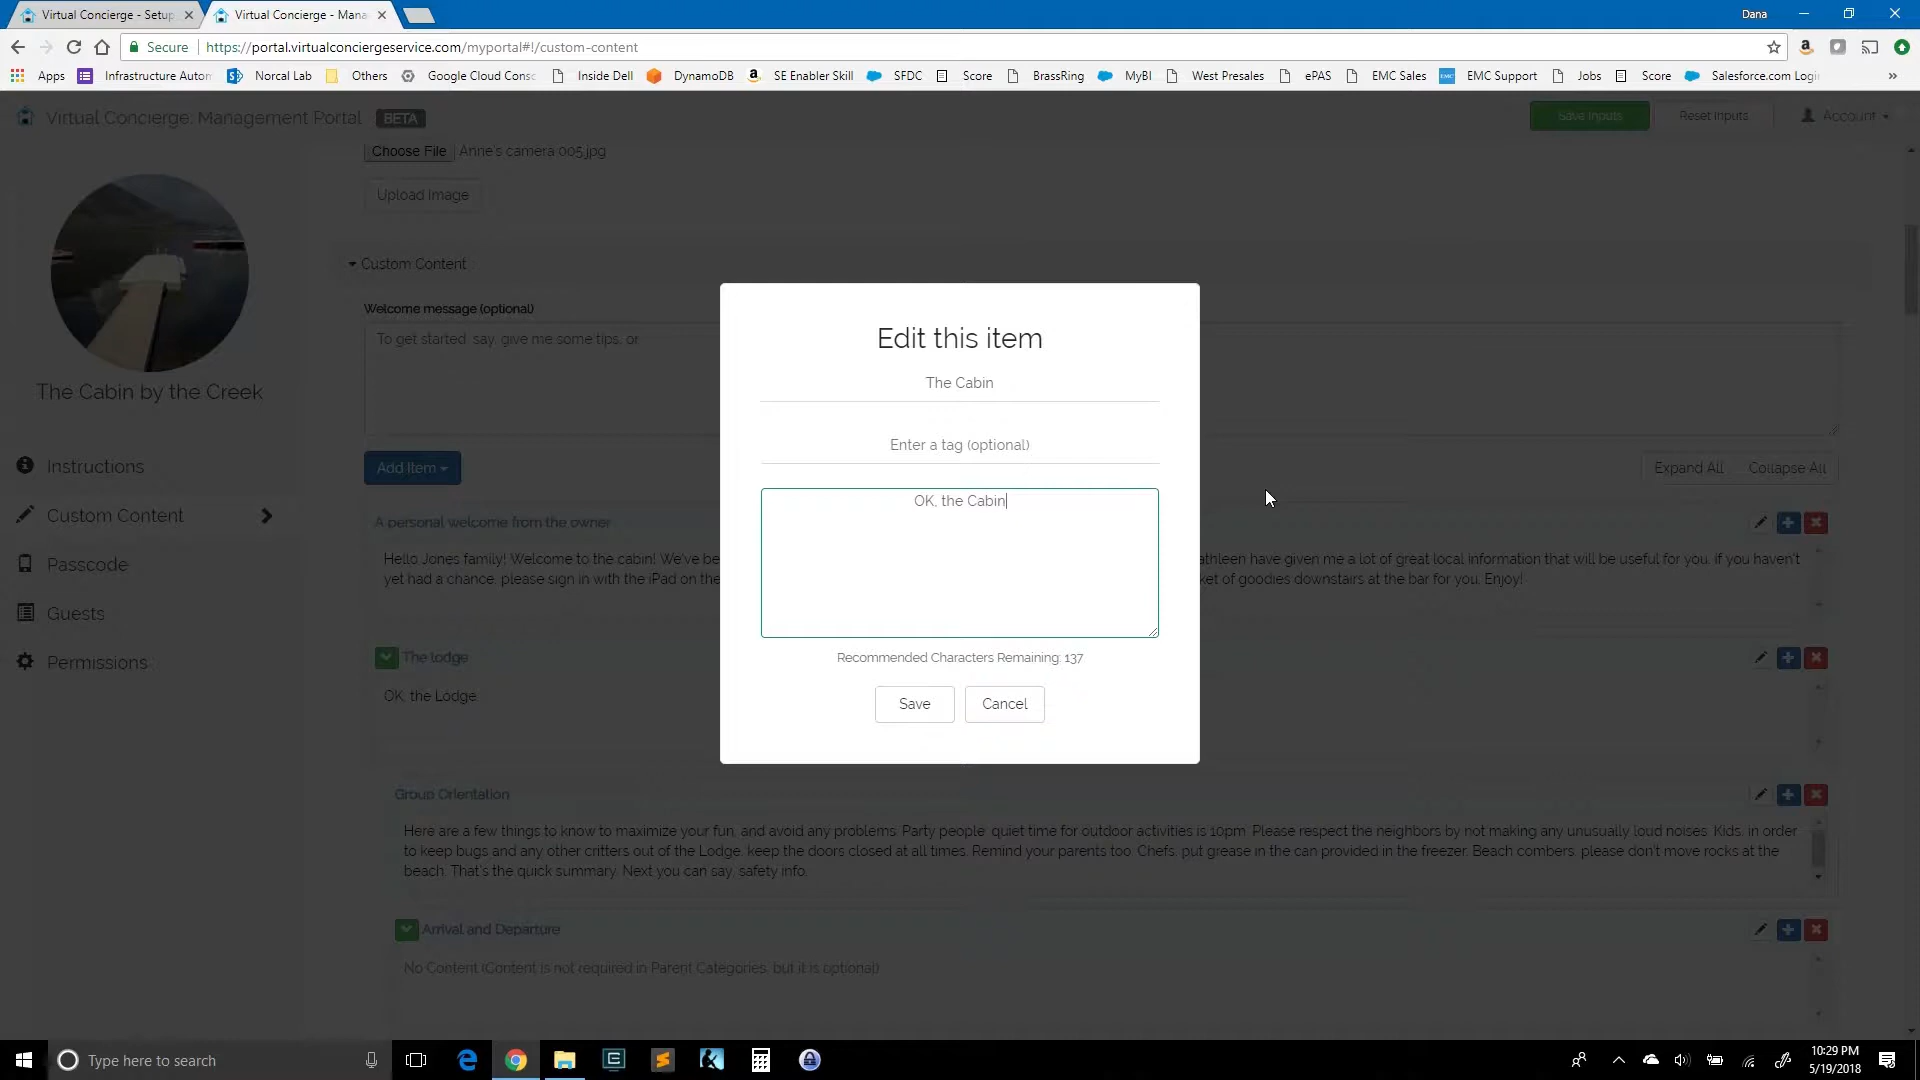 Virtual Concierge - Setup
Virtual Concierge - Mana
Dana
Secure
https://portal.virtualconciergeservice.com/myportal#!/custom-content
Apps
Infrastructure Auton
Norcal Lab
Others
Google Cloud Conso
Inside Dell
DynamoDB
SE Enabler Skill
SFDC
Score
BrassRing
MyBI
West Presales
ePAS
EMC Sales
EMC
EMC Support
Jobs
Score
Salesforce.com Logi
»
Virtual Concierge: Management Portal BETA
Save Inputs
Reset Inputs
Account
Choose File Anne's camera 005.jpg
Upload Image
The Cabin by the Creek
Instructions
Custom Content
Passcode
Guests
Permissions
Custom Content
Welcome message (optional)
To get started, say, give me some tips, or
Add Item
Expand All
Collapse All
A personal welcome from the owner
Hello Jones family! Welcome to the cabin! We've be
athleen have given me a lot of great local information that will be useful for you. if you haven't
yet had a chance, please sign in with the iPad on the
ket of goodies downstairs at the bar for you. Enjoy!
The lodge
OK, the Lodge.
Group Orientation
Here are a few things to know to maximize your fun, and avoid any problems. Party people, quiet time for outdoor activities is 10pm. Please respect the neighbors by not making any unusually loud noises. Kids, in order
to keep bugs and any other critters out of the Lodge, keep the doors closed at all times. Remind your parents too. Chefs, put grease in the can provided in the freezer. Beach combers, please don't move rocks at the
beach. That's the quick summary. Next you can say, safety info.
Arrival and Departure
No Content (Content is not required in Parent Categories, but it is optional)
Edit this item
The Cabin
Enter a tag (optional)
OK, the Cabin
Recommended Characters Remaining: 137
Save
Cancel
Type here to search
10:29 PM
5/19/2018